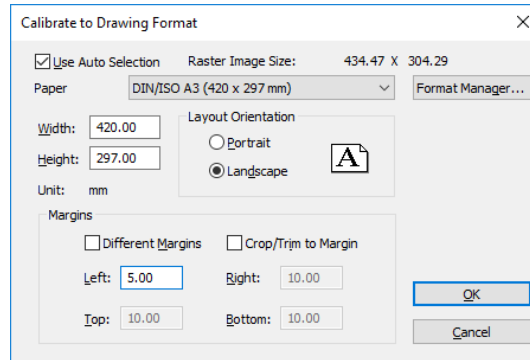 Calibrate to Drawing Format
Use Auto Selection Raster Image Size: 434.47 X 304.29
Paper DIN/ISO A3 (420 x 297 mm) Format Manager...
Layout Orientation
Width: 420.00
Portrait
Height: 297.00
A
Landscape
Unit: mm
Margins
Different Margins Crop/Trim to Margin
Left: 5.00 Right: 10.00
OK
Top: 10.00 Bottom: 10.00
Cancel